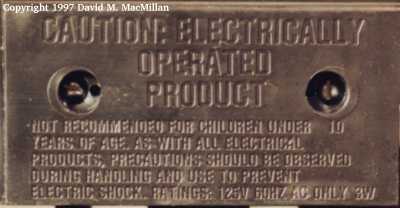 Copyright 1997 David M. MacMillan
CAUTION: ELECTRICALLY
OPERATED
PRODUCT
NOT RECOMMENDED FOR CHILDREN UNDER 10
YEARS OF AGE. AS WITH ALL ELECTRICAL
PRODUCTS, PRECAUTIONS SHOULD BE OBSERVED
DURING HANDLING AND USE TO PREVENT
ELECTRIC SHOCK. RATINGS: 125V 60HZ AC ONLY 3W